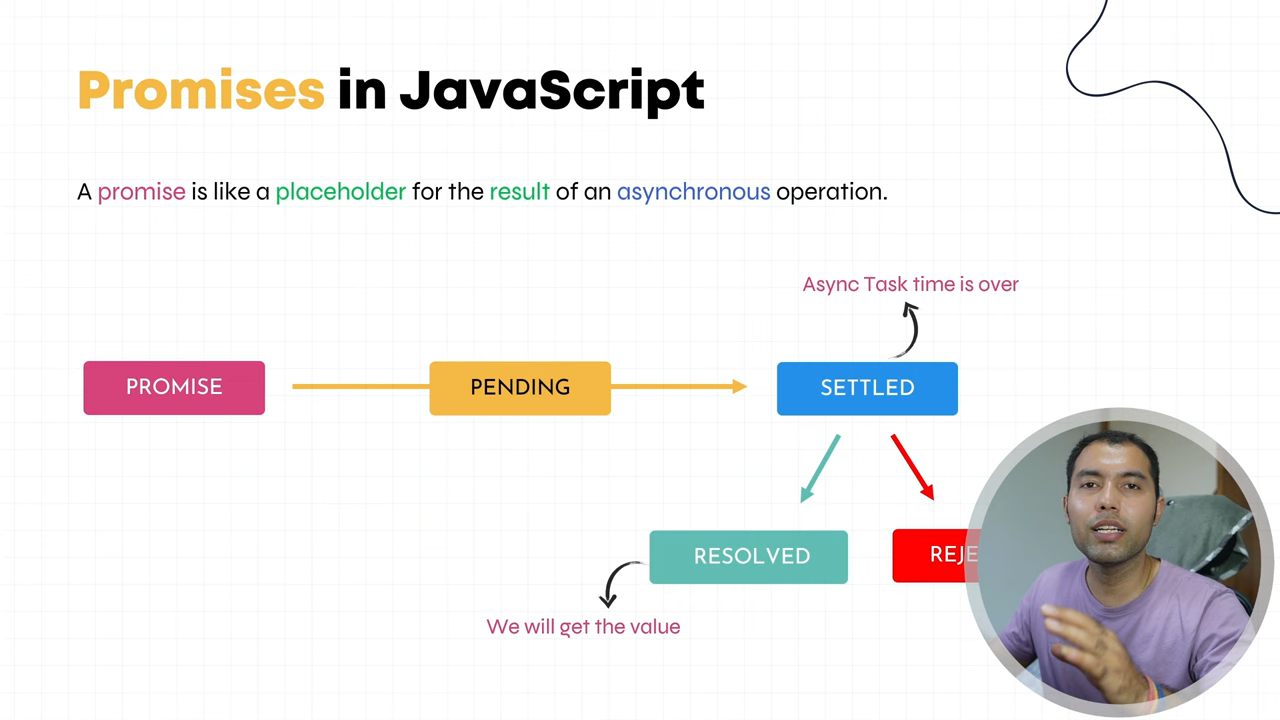 Promises in JavaScript
A promise is like a placeholder for the result of an asynchronous operation.
Async Task time is over
PROMISE
PENDING
SETTLED
RESOLVED
REJE
We will get the value